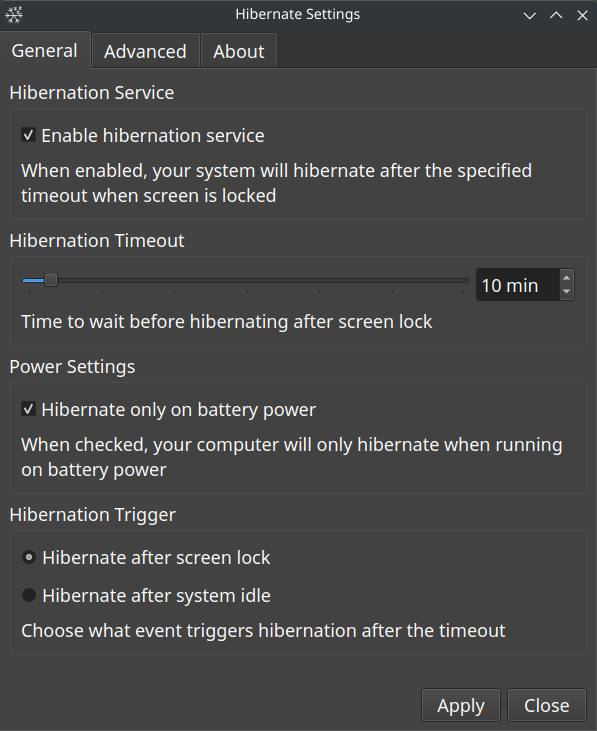 Hibernate Settings
General
Advanced
About
Hibernation Service
Enable hibernation service
When enabled, your system will hibernate after the specified
timeout when screen is locked
Hibernation Timeout
10 min
Time to wait before hibernating after screen lock
Power Settings
Hibernate only on battery power
When checked, your computer will only hibernate when running
on battery power
Hibernation Trigger
Hibernate after screen lock
Hibernate after system idle
Choose what event triggers hibernation after the timeout
Apply
Close